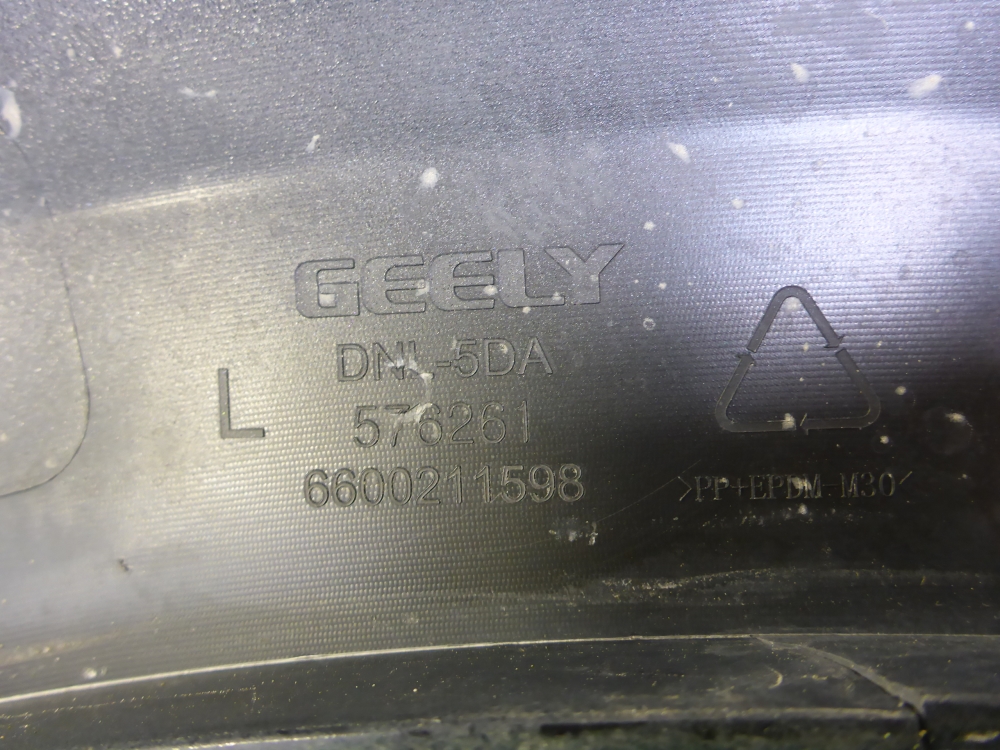 GEELY
DNL-5DA
L
576261
6600211598
>PP+EPDM-M30<